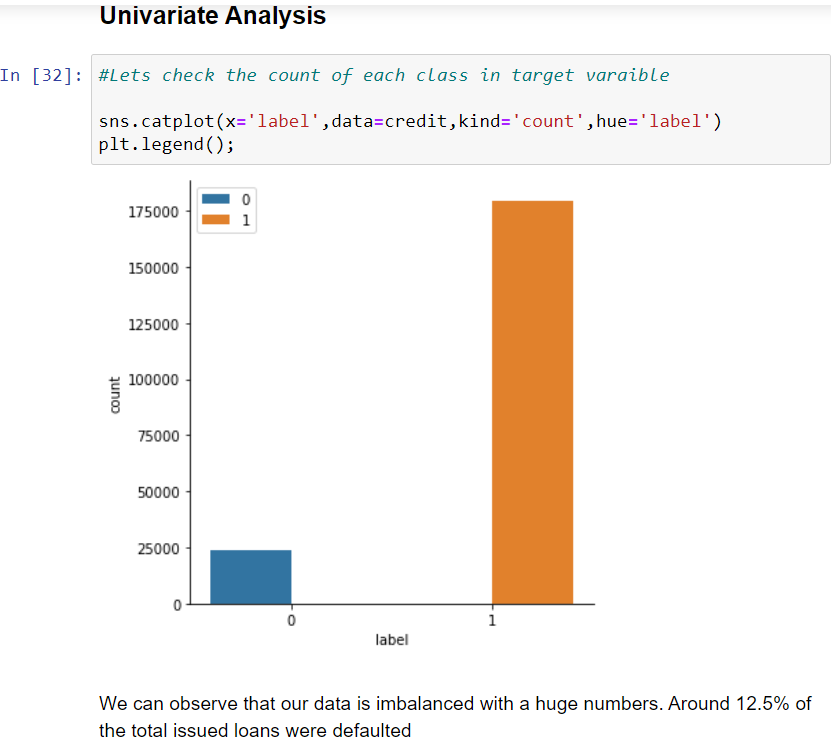 Univariate Analysis
In [32]: #Lets check the count of each class in target varaible
sns.catplot(x='label',data=credit,kind='count',hue='label')
plt.legend();
0
1
175000
150000
125000
100000
75000
50000
25000
0
count
0 1
label
We can observe that our data is imbalanced with a huge numbers. Around 12.5% of
the total issued loans were defaulted